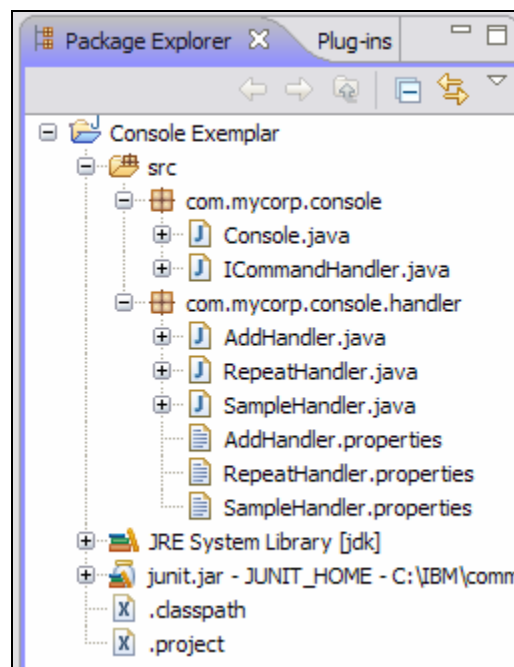 Package Explorer Plug-ins
Console Exemplar
src
com.mycorp.console
Console.java
ICommandHandler.java
com.mycorp.console.handler
AddHandler.java
RepeatHandler.java
SampleHandler.java
AddHandler.properties
RepeatHandler.properties
SampleHandler.properties
JRE System Library [jdk]
junit.jar - JUNIT_HOME - C:\IBM\comm
.classpath
.project